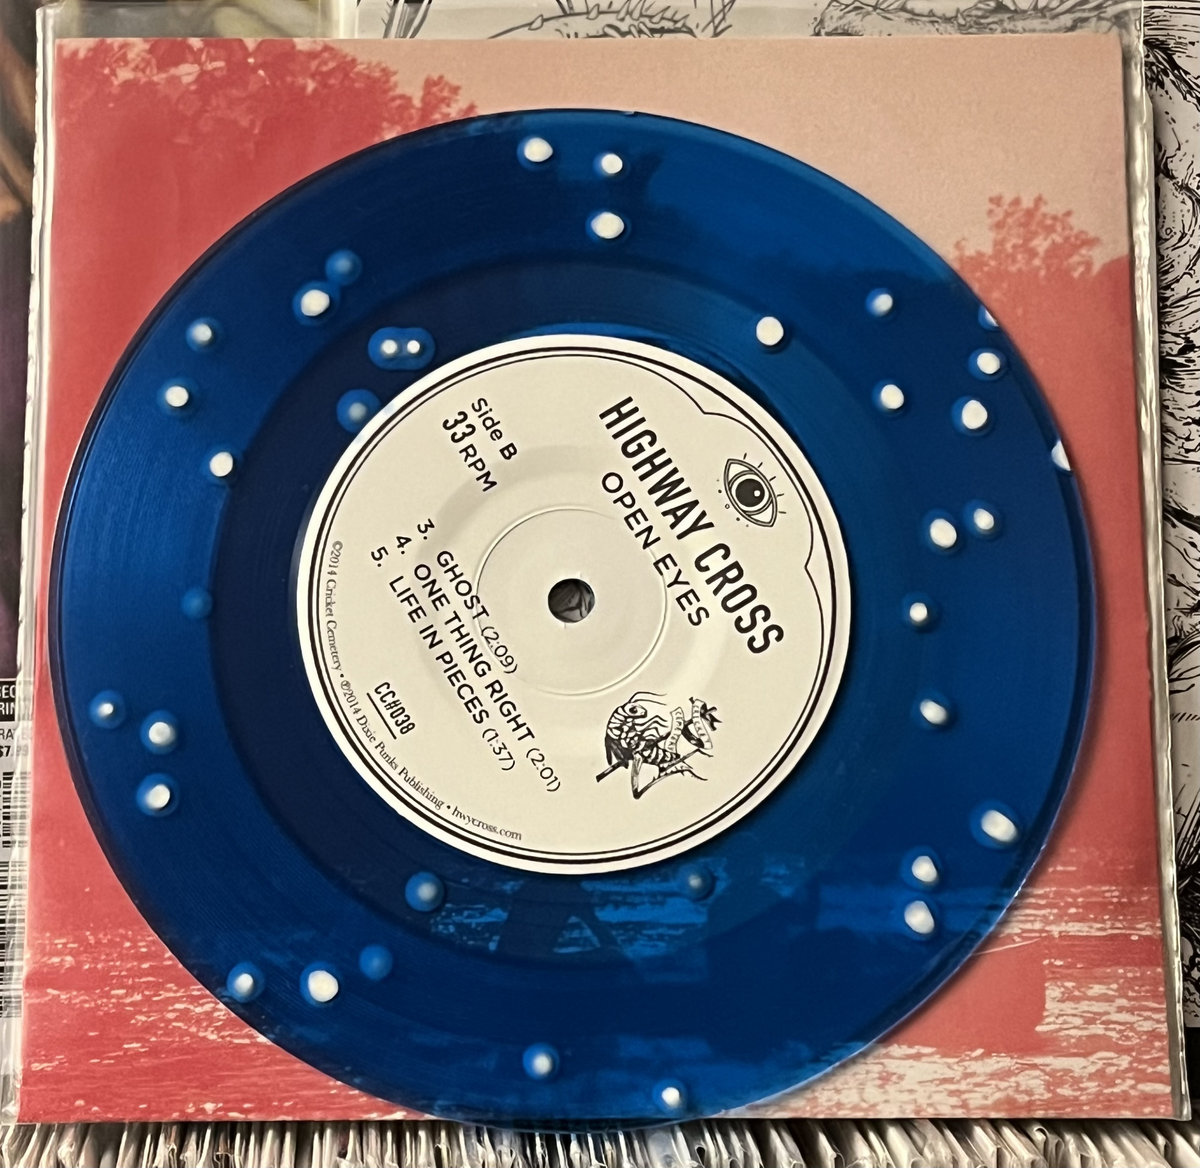 HIGHWAY CROSS
OPEN EYES
Side B
33 RPM
3. GHOST (2:09)
4. ONE THING RIGHT (2:01)
5. LIFE IN PIECES (1:37)
CC#038
©2014 Cricket Cemetery • ℗2014 Dixie Punks Publishing • hwycross.com